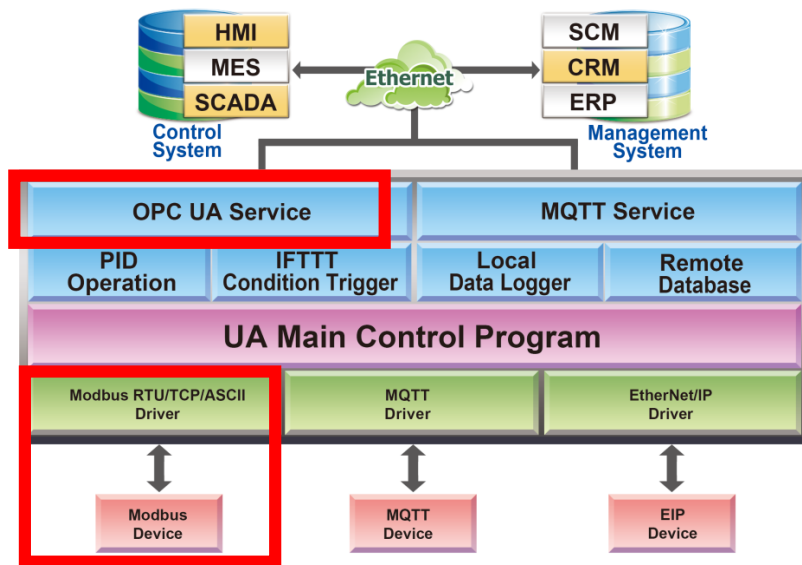 HMI
MES
SCADA
Control
System
Ethernet
SCM
CRM
ERP
Management
System
OPC UA Service
MQTT Service
PID
Operation
IFTTT
Condition Trigger
Local
Data Logger
Remote
Database
UA Main Control Program
Modbus RTU/TCP/ASCII
Driver
MQTT
Driver
EtherNet/IP
Driver
Modbus
Device
MQTT
Device
EIP
Device